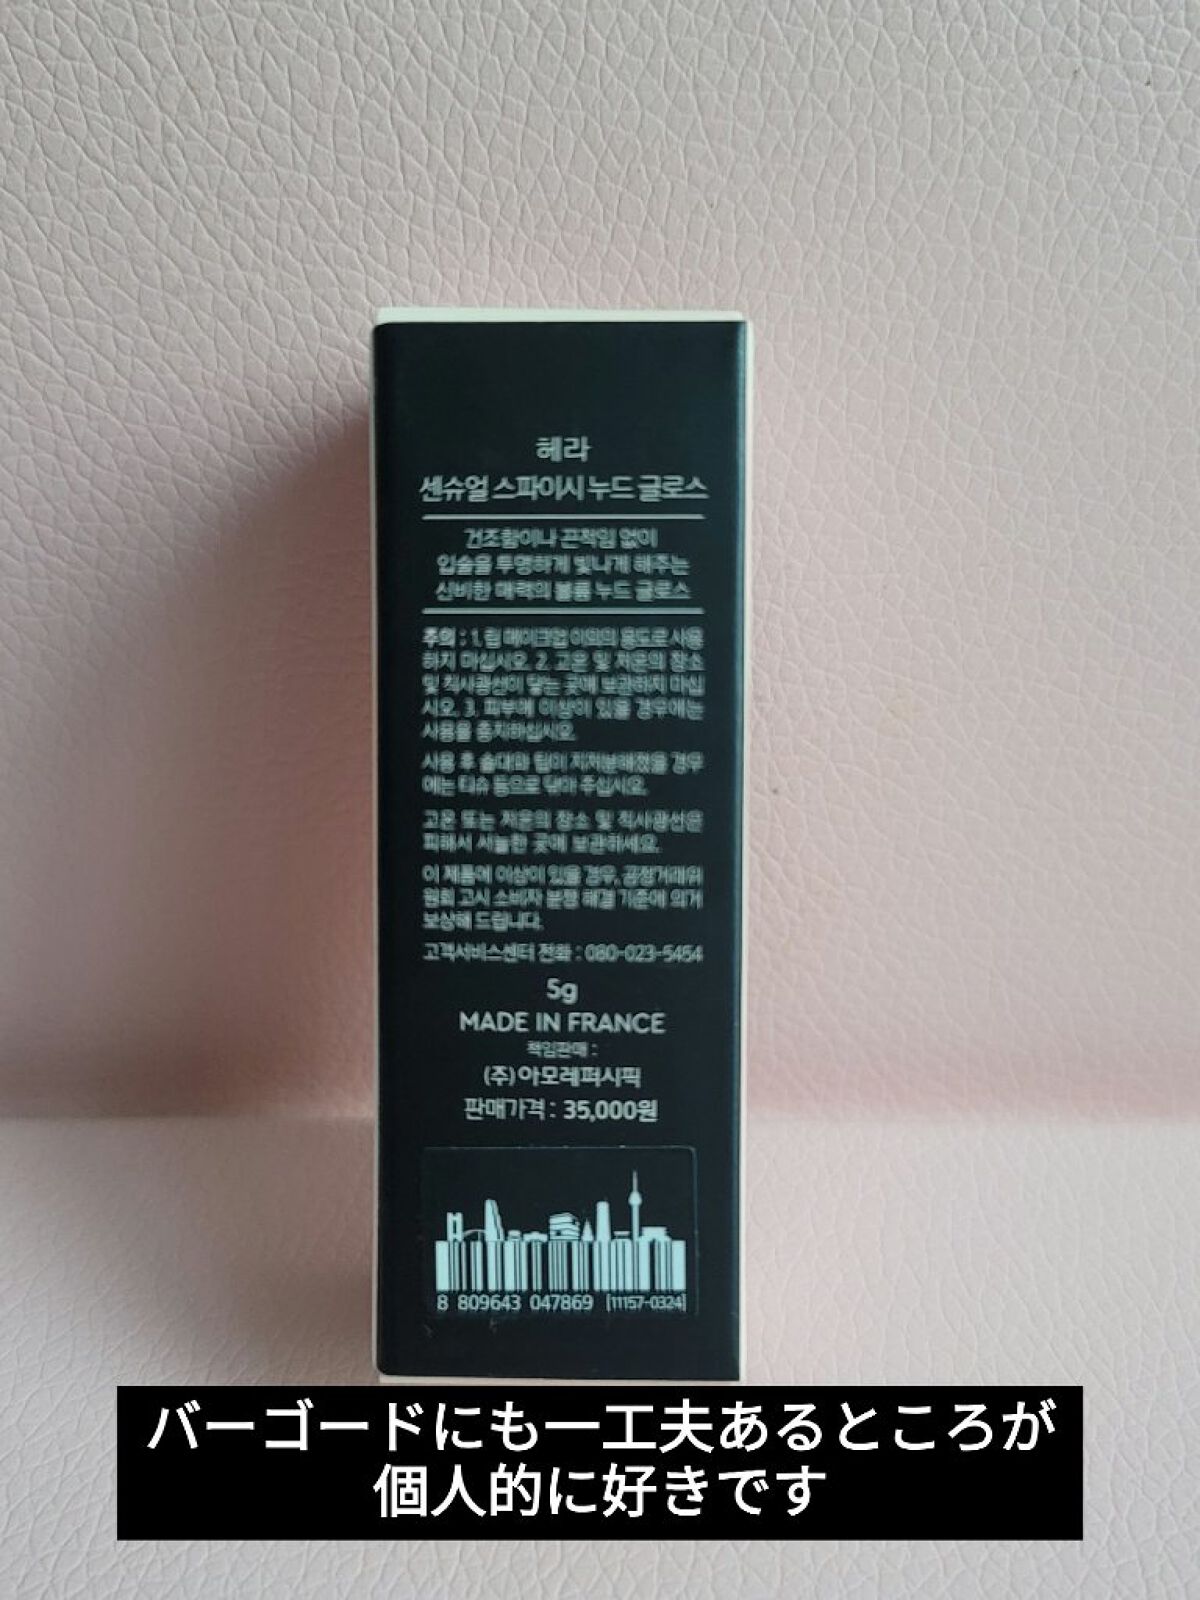 헤라
센슈얼 스파이시 누드 글로스
건조함이나 끈적임 없이
입술을 투명하게 빛나게 해주는
신비한 매력의 볼륨 누드 글로스
주의 : 1. 립 메이크업 이외의 용도로 사용
하지 마십시오. 2. 고온 및 저온의 장소
및 직사광선이 닿는 곳에 보관하지 마십
시오. 3. 피부에 이상이 있을 경우에는
사용을 중지하십시오.
사용 후 솔대와 팁이 지저분해졌을 경우
에는 티슈 등으로 닦아 주십시오.
고온 또는 저온의 장소 및 직사광선은
피해서 서늘한 곳에 보관하세요.
이 제품에 이상이 있을 경우, 공정거래위
원회 고시 소비자 분쟁 해결 기준에 의거
보상해 드립니다.
고객서비스센터 전화 : 080-023-5454
5g
MADE IN FRANCE
책임판매 :
(주)아모레퍼시픽
판매가격 : 35,000원
8 809643 047869 [11157-0324]
バーゴードにも一工夫あるところが
個人的に好きです